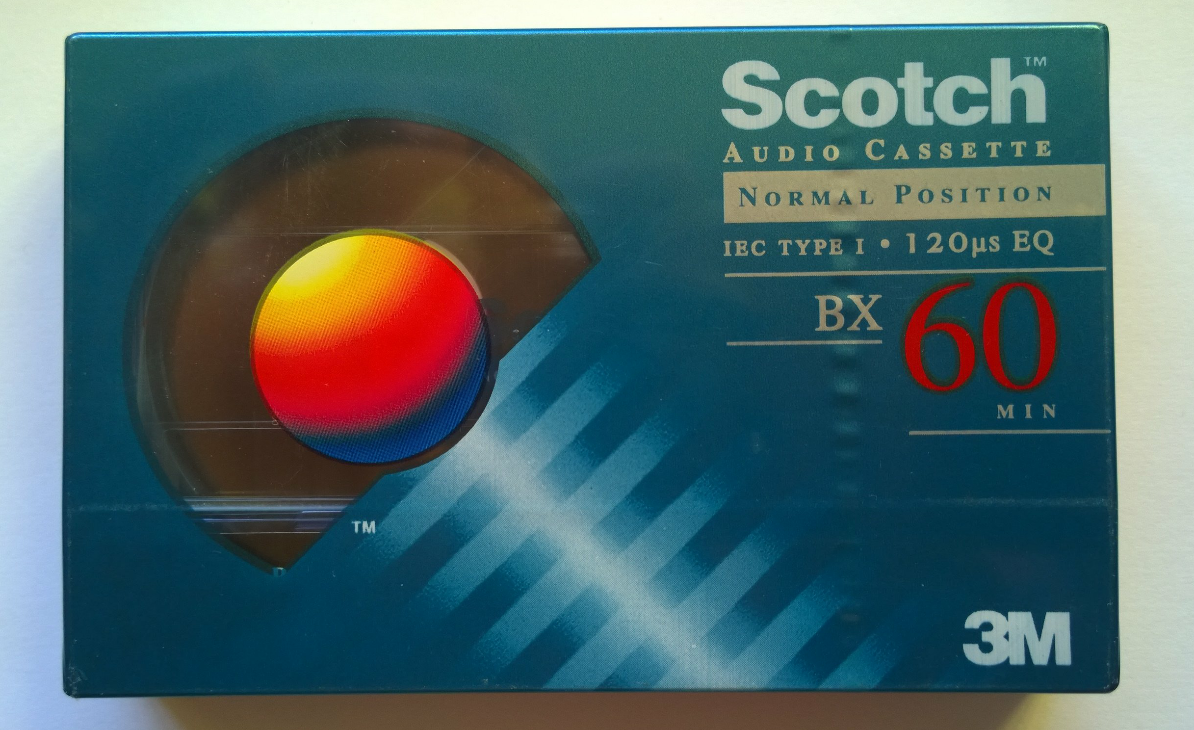 Scotch™
AUDIO CASSETTE
NORMAL POSITION
IEC TYPE I • 120µs EQ
BX 60
MIN
TM
3M